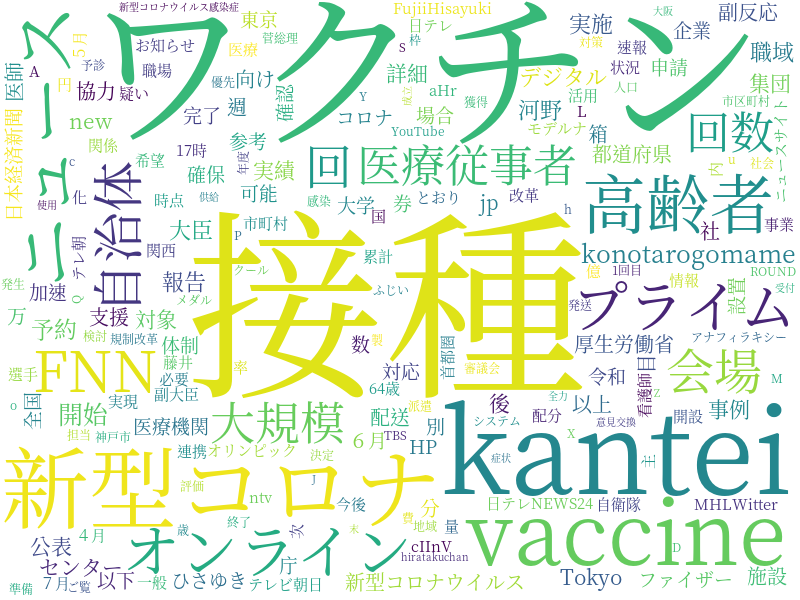 新型コロナウイルス感染症
東京
日テレ
FujiiHisayuki
実施
副反応
大阪
菅総理
枠
対策
企業
ワクチン
ニュース
５月
お知らせ
医療
S
速報
職域
円
予診
優先
向け
詳細
デジタル
状況
申請
医師
A
職場
aHr
活用
人口
集団
協力
疑い
週
確認
Y
場合
成立
獲得
河野
L
市区町村
new
完了
コロナ
YouTube
モデルナ
箱
回数
日本経済新聞
関係
17時
参考
回
医療従事者
都道府県
内
u
社会
ニュースサイト
c
希望
実績
年度
使用
化
時点
確保
可能
供給
感染
とおり
改革
高齢者
自治体
大学
券
jp
大臣
市町村
国
h
社
事業
テレ朝
関西
P
接種
累計
konotarogomame
発生
加速
報告
クール
億
1回目
情報
ROUND
Q
メダル
ふじい
発送
プライム
設置
受付
万
支援
対象
予約
検討
規制改革
体制
率
数
製
首都圏
審議会
厚生労働省
アナフィラキシー
FNN
選手
藤井
必要
対応
日
会場
副大臣
64歳
派遣
令和
看護師
Z
M
o
全国
開始
実現
大規模
配送
後
以上
全力
事例
医療機関
６月
TBS
別
システム
配分
開設
担当
神戸市
連携
オリンピック
HP
kantei
意見交換
X
新型コロナ
決定
症状
主
評価
J
ntv
今後
分
日テレNEWS24
自衛隊
MHLWitter
４月
歳
終了
次
費
地域
量
vaccine
公表
オンライン
cIInV
D
センター
庁
末
hiratakuchan
準備
７月
ご覧
以下
一般
ひさゆき
テレビ朝日
新型コロナウイルス
Tokyo
ファイザー
施設